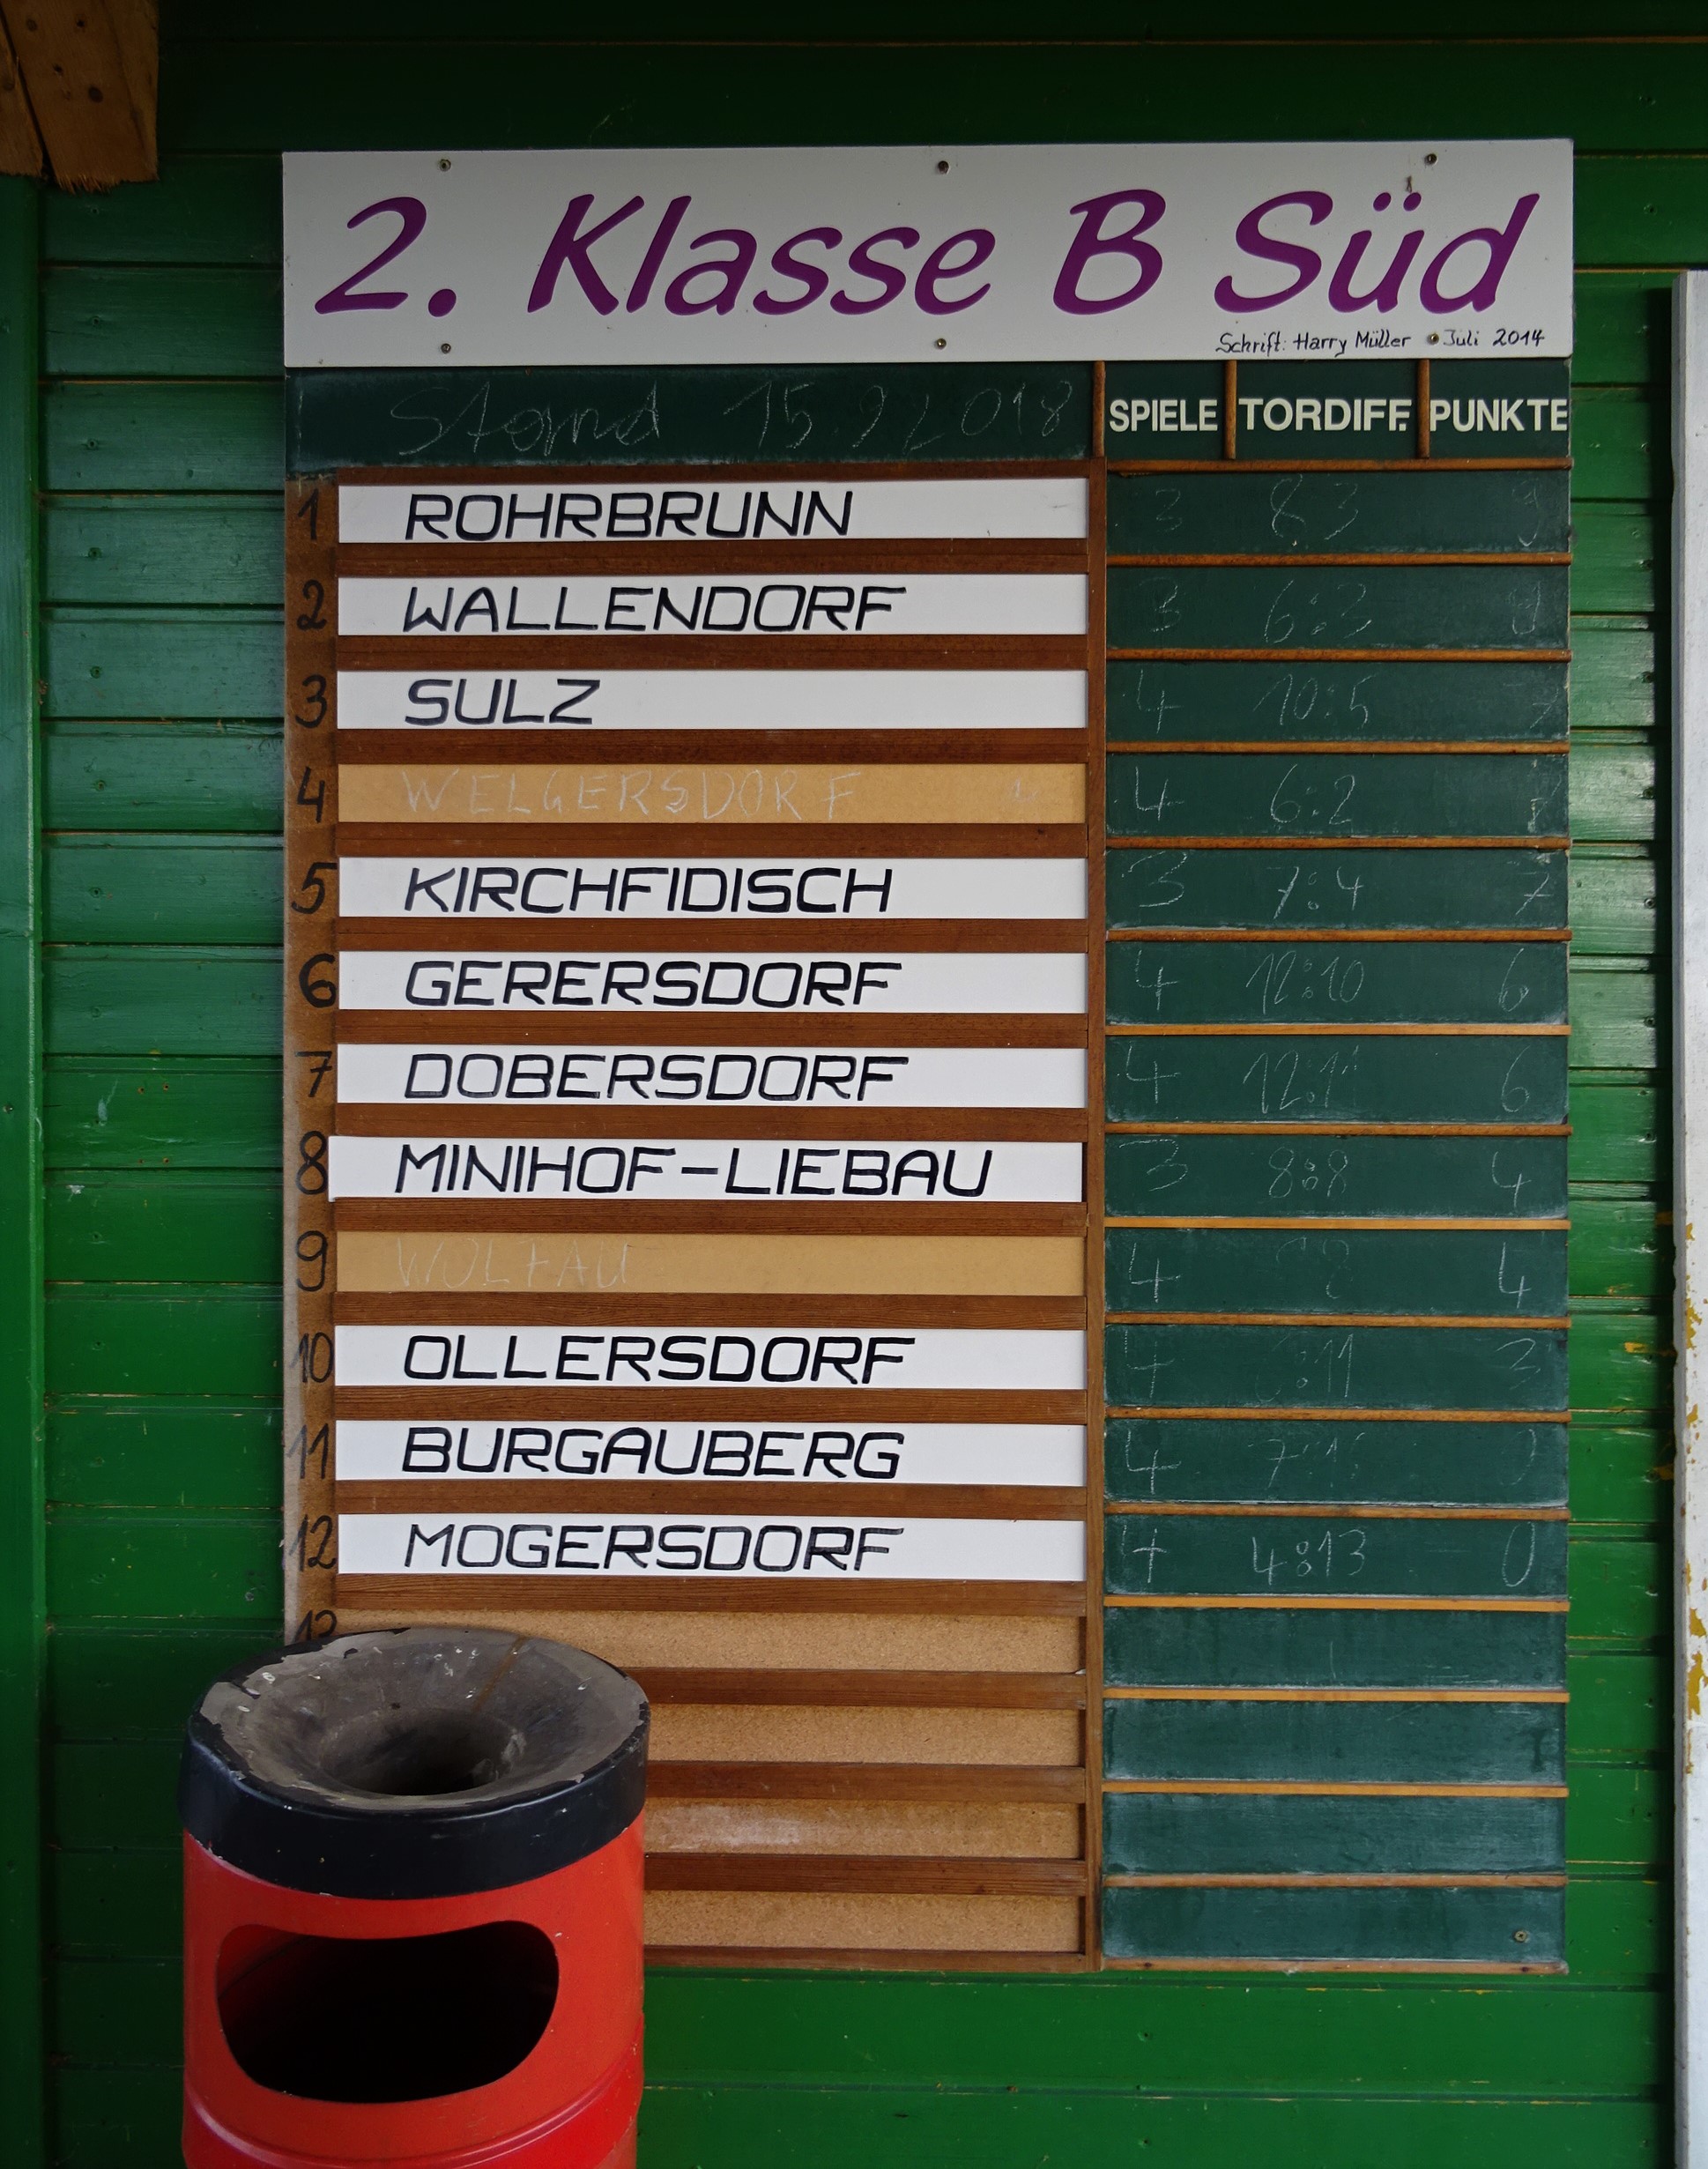 2. Klasse B Süd
Schrift: Harry Müller Juli 2014
Stand 15.9.2018 SPIELE TORDIFF. PUNKTE
1 ROHRBRUNN 3 8:3 9
2 WALLENDORF 3 6:3
3 SULZ 4 10:5 7
4 WELGERSDORF 4 6:2
5 KIRCHFIDISCH 3 7:4 7
6 GERERSDORF 4 12:10 6
7 DOBERSDORF 4 6
8 MINIHOF-LIEBAU 3 8:8 4
9 WOLFAU 4 4
10 OLLERSDORF 4 3
11 BURGAUBERG 4
12 MOGERSDORF 4 4:13 0
13